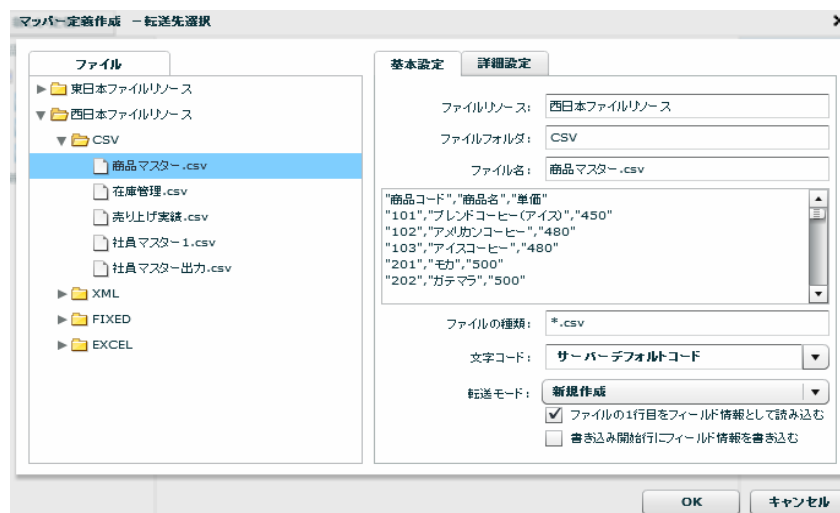 マッパー定義作成 －転送先選択
ファイル
東日本ファイルリソース
西日本ファイルリソース
CSV
商品マスター.csv
在庫管理.csv
売り上げ実績.csv
社員マスター1.csv
社員マスター出力.csv
XML
FIXED
EXCEL
基本設定
詳細設定
ファイルリソース: 西日本ファイルリソース
ファイルフォルダ: CSV
ファイル名: 商品マスター.csv
"商品コード","商品名","単価"
"101","ブレンドコーヒー(アイス)","450"
"102","アメリカンコーヒー","480"
"103","アイスコーヒー","480"
"201","モカ","500"
"202","ガテマラ","500"
ファイルの種類: *.csv
文字コード: サーバーデフォルトコード
転送モード: 新規作成
ファイルの1行目をフィールド情報として読み込む
書き込み開始行にフィールド情報を書き込む
OK
キャンセル